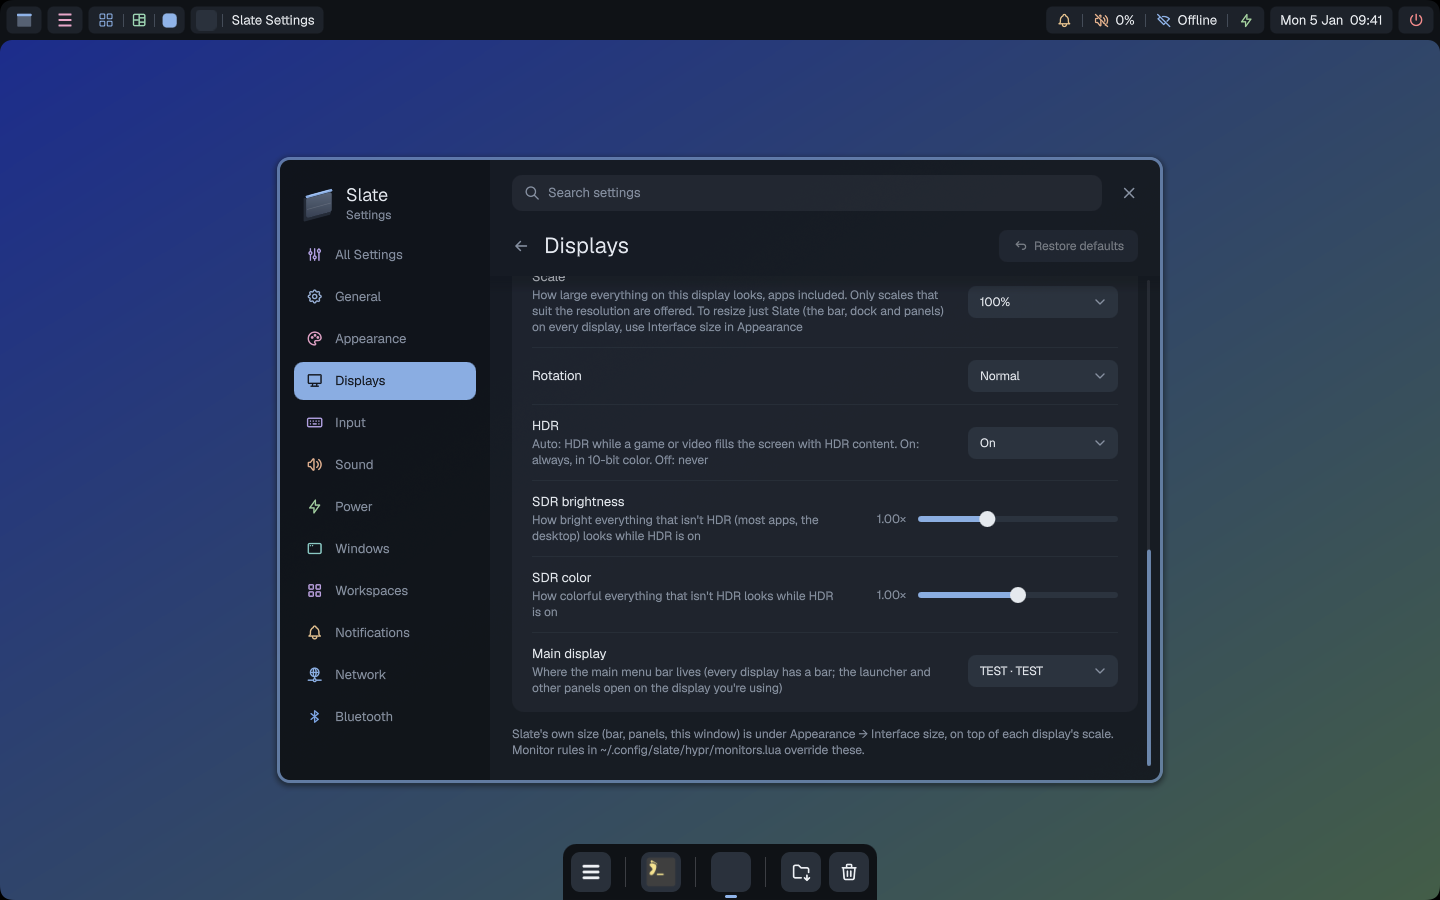 Slate Settings
0%
Offline
Mon 5 Jan 09:41
Slate
Settings
Search settings
Displays
Restore defaults
All Settings
General
Appearance
Displays
Input
Sound
Power
Windows
Workspaces
Notifications
Network
Bluetooth
Scale
How large everything on this display looks, apps included. Only scales that
suit the resolution are offered. To resize just Slate (the bar, dock and panels)
on every display, use Interface size in Appearance
100%
Rotation
Normal
HDR
Auto: HDR while a game or video fills the screen with HDR content. On:
always, in 10-bit color. Off: never
On
SDR brightness
How bright everything that isn't HDR (most apps, the
desktop) looks while HDR is on
1.00×
SDR color
How colorful everything that isn't HDR looks while HDR
is on
1.00×
Main display
Where the main menu bar lives (every display has a bar; the launcher and
other panels open on the display you're using)
TEST · TEST
Slate's own size (bar, panels, this window) is under Appearance → Interface size, on top of each display's scale.
Monitor rules in ~/.config/slate/hypr/monitors.lua override these.